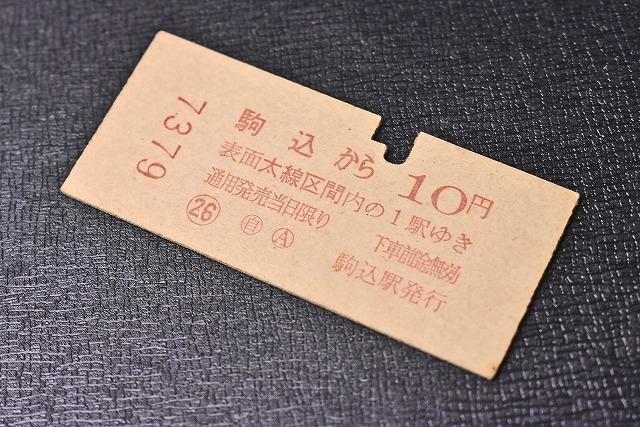 7379
駒込から 10円
表面太線区間内の1駅ゆき
通用発売当日限り 下車前途無効
㉖ 自 Ⓐ 駒込駅発行